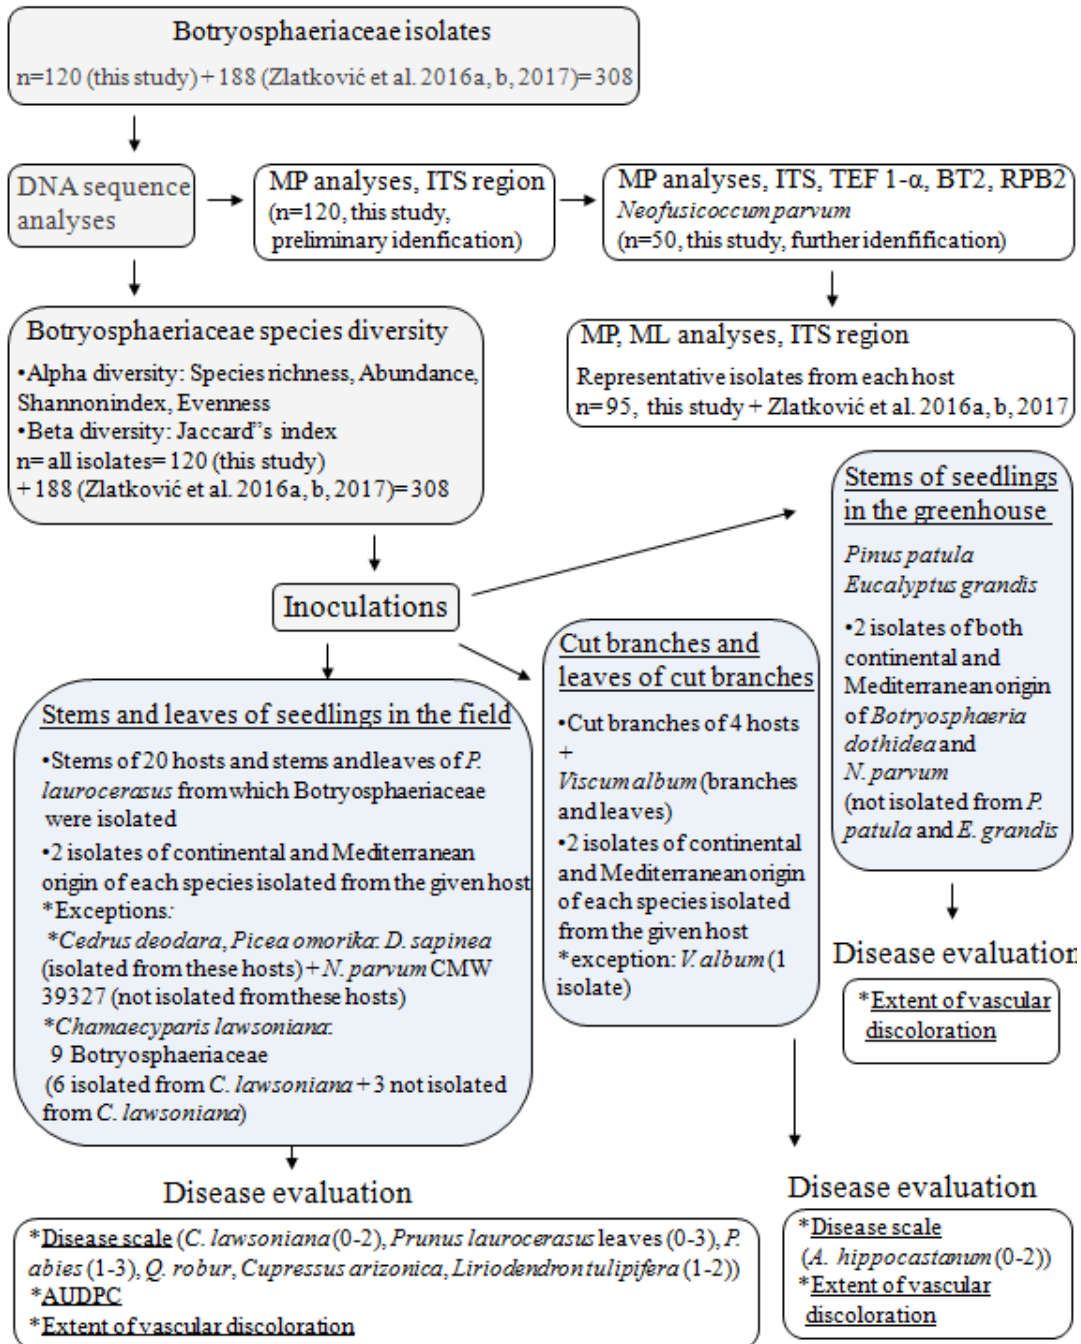 Botryosphaeriaceae isolates
n=120 (this study) + 188 (Zlatković et al. 2016a, b, 2017)= 308
DNA sequence
analyses
MP analyses, ITS region
(n=120, this study,
preliminary idenfication)
MP analyses, ITS, TEF 1-α, BT2, RPB2
Neofusicoccum parvum
(n=50, this study, further idenfification)
Botryosphaeriaceae species diversity
•Alpha diversity: Species richness, Abundance,
Shannon index, Evenness
•Beta diversity: Jaccard"s index
n= all isolates= 120 (this study)
+ 188 (Zlatković et al. 2016a, b, 2017)= 308
MP, ML analyses, ITS region
Representative isolates from each host
n=95, this study + Zlatković et al. 2016a, b, 2017
Inoculations
Stems of seedlings
in the greenhouse
Pinus patula
Eucalyptus grandis
•2 isolates of both
continental and
Mediterranean origin
of Botryosphaeria
dothidea and
N. parvum
(not isolated from P.
patula and E. grandis
Cut branches and
leaves of cut branches
•Cut branches of 4 hosts
+
Viscum album (branches
and leaves)
•2 isolates of continental
and Mediterranean origin
of each species isolated
from the given host
*exception: V. album (1
isolate)
Stems and leaves of seedlings in the field
•Stems of 20 hosts and stems and leaves of P.
laurocerasus from which Botryosphaeriaceae
were isolated
•2 isolates of continental and Mediterranean
origin of each species isolated from the given host
*Exceptions:
*Cedrus deodara, Picea omorika: D. sapinea
(isolated from these hosts) + N. parvum CMW
39327 (not isolated from these hosts)
*Chamaecyparis lawsoniana:
9 Botryosphaeriaceae
(6 isolated from C. lawsoniana + 3 not isolated
from C. lawsoniana)
Disease evaluation
*Extent of vascular
discoloration
Disease evaluation
*Disease scale (C. lawsoniana (0-2), Prunus laurocerasus leaves (0-3), P.
abies (1-3), Q. robur, Cupressus arizonica, Liriodendron tulipifera (1-2))
*AUDPC
*Extent of vascular discoloration
Disease evaluation
*Disease scale
(A. hippocastanum (0-2))
*Extent of vascular
discoloration